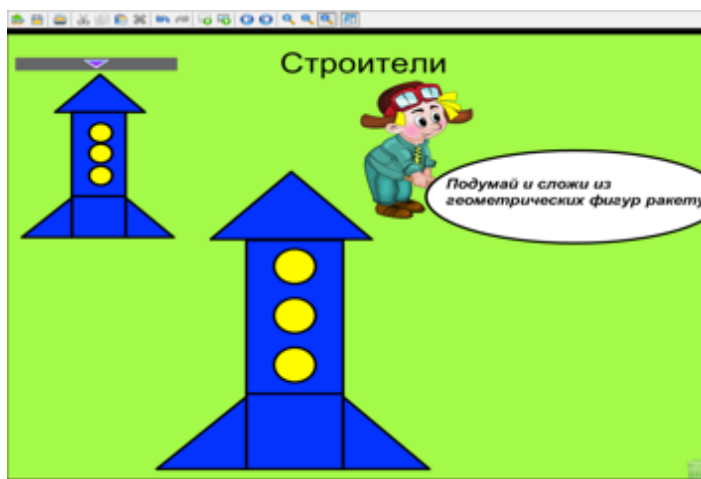 Строители
Подумай и сложи из
геометрических фигур ракету